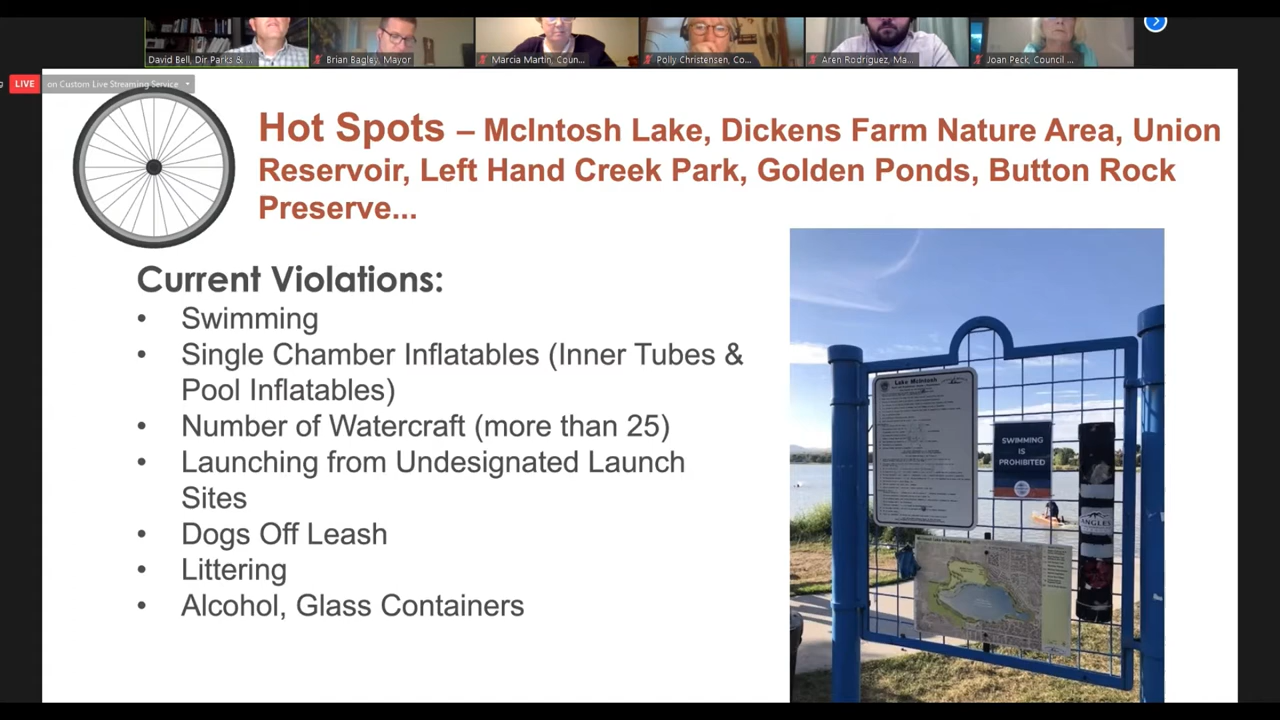 David Bell, Dir Parks & ...
Brian Bagley, Mayor
Marcia Martin, Coun...
Polly Christensen, Co...
Aren Rodriguez, Ma...
Joan Peck, Council ...
LIVE
on Custom Live Streaming Service
Hot Spots – McIntosh Lake, Dickens Farm Nature Area, Union
Reservoir, Left Hand Creek Park, Golden Ponds, Button Rock
Preserve...
Current Violations:
• Swimming
• Single Chamber Inflatables (Inner Tubes &
Pool Inflatables)
• Number of Watercraft (more than 25)
• Launching from Undesignated Launch
Sites
• Dogs Off Leash
• Littering
• Alcohol, Glass Containers
Lake McIntosh
SWIMMING
IS
PROHIBITED
ANGLES